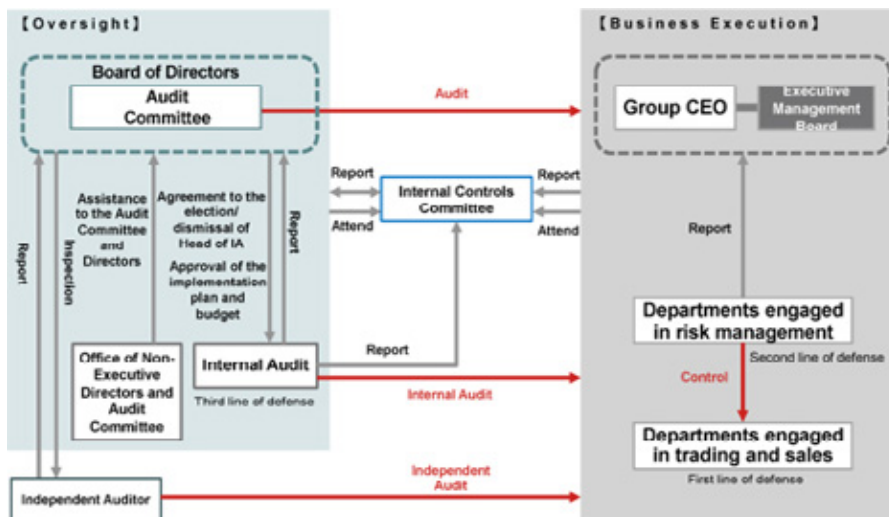 【Oversight】
Board of Directors
Audit
Committee
Audit
【Business Execution】
Group CEO
Executive
Management
Board
Report
Inspection
Assistance
to the Audit
Committee
and
Directors
Agreement to the
election/
dismissal of
Head of IA
Approval of the
implementation
plan and
budget
Report
Report
Attend
Internal Controls
Committee
Report
Attend
Report
Office of Non-
Executive
Directors and
Audit
Committee
Internal Audit
Third line of defense
Report
Internal Audit
Departments engaged
in risk management
Second line of defense
Control
Departments engaged
in trading and sales
First line of defense
Independent Auditor
Independent
Audit